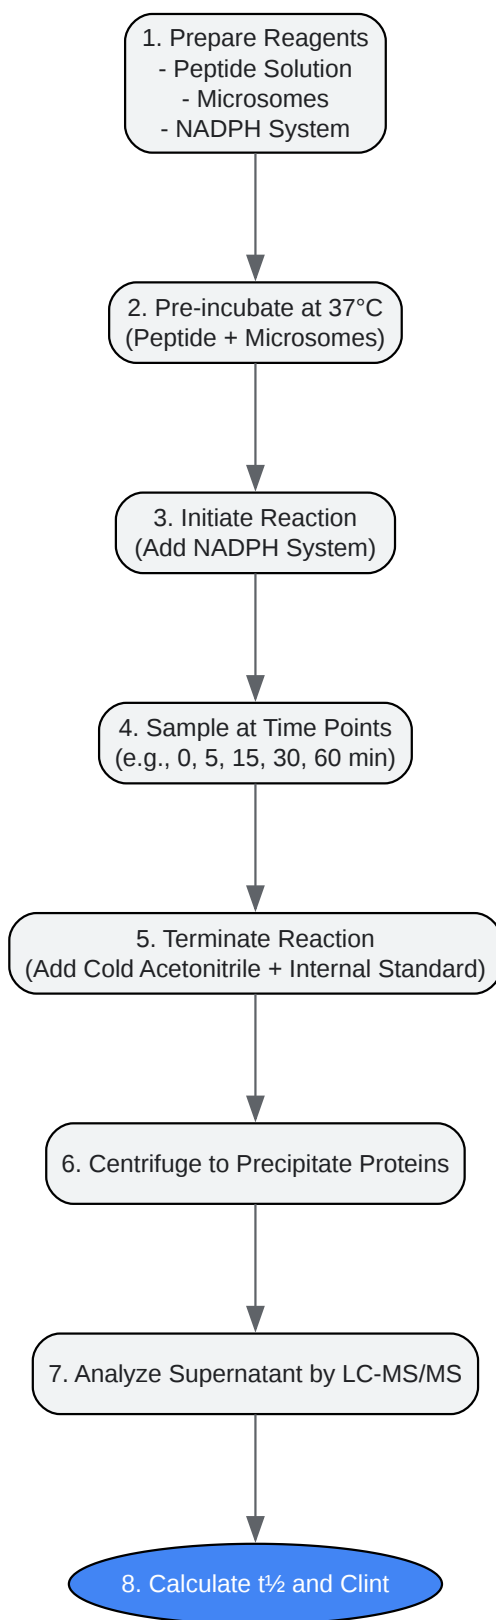 1. Prepare Reagents
- Peptide Solution
- Microsomes
- NADPH System
2. Pre-incubate at 37°C
(Peptide + Microsomes)
3. Initiate Reaction
(Add NADPH System)
4. Sample at Time Points
(e.g., 0, 5, 15, 30, 60 min)
5. Terminate Reaction
(Add Cold Acetonitrile + Internal Standard)
6. Centrifuge to Precipitate Proteins
7. Analyze Supernatant by LC-MS/MS
8. Calculate t½ and Clint